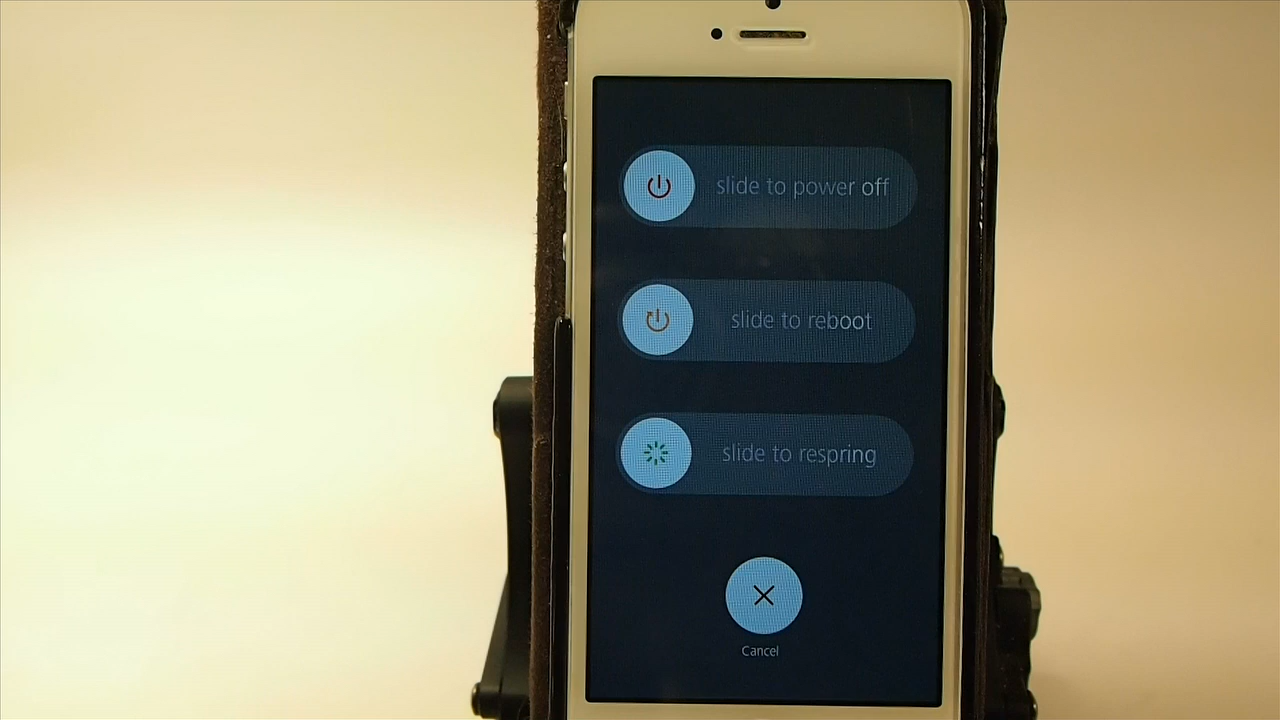 slide to power off
slide to reboot
slide to respring
Cancel